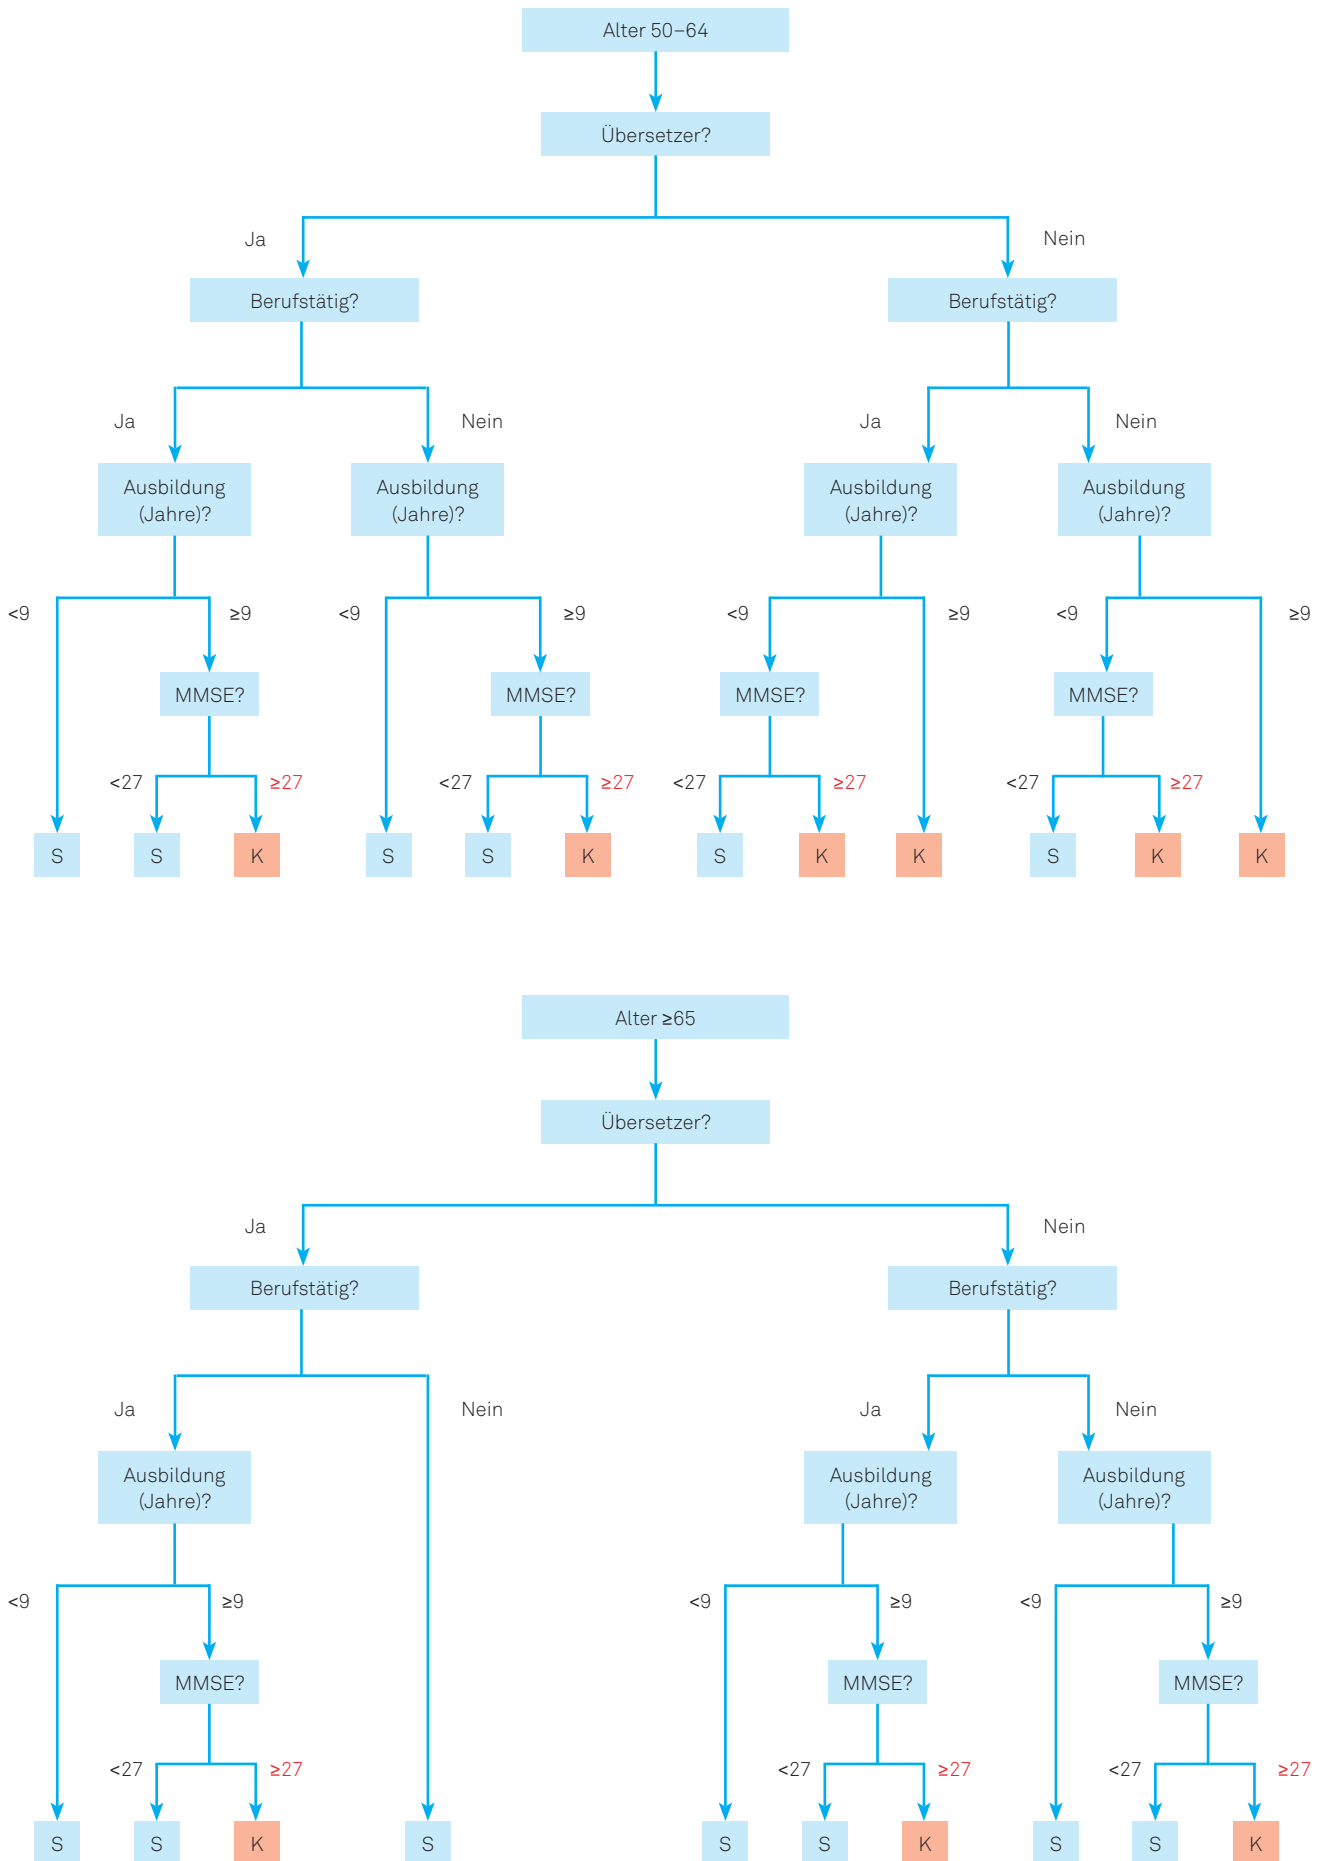 Alter 50–64
Übersetzer?
Ja
Nein
Berufstätig?
Berufstätig?
Ja
Nein
Ja
Nein
Ausbildung
(Jahre)?
Ausbildung
(Jahre)?
Ausbildung
(Jahre)?
Ausbildung
(Jahre)?
<9
≥9
<9
≥9
<9
≥9
<9
≥9
MMSE?
MMSE?
MMSE?
MMSE?
<27
≥27
<27
≥27
<27
≥27
<27
≥27
S
S
K
S
S
K
S
K
K
S
K
K
Alter ≥65
Übersetzer?
Ja
Nein
Berufstätig?
Berufstätig?
Ja
Nein
Ja
Nein
Ausbildung
(Jahre)?
Ausbildung
(Jahre)?
Ausbildung
(Jahre)?
<9
≥9
<9
≥9
<9
≥9
MMSE?
MMSE?
MMSE?
<27
≥27
<27
≥27
<27
≥27
S
S
K
S
S
S
K
S
S
K